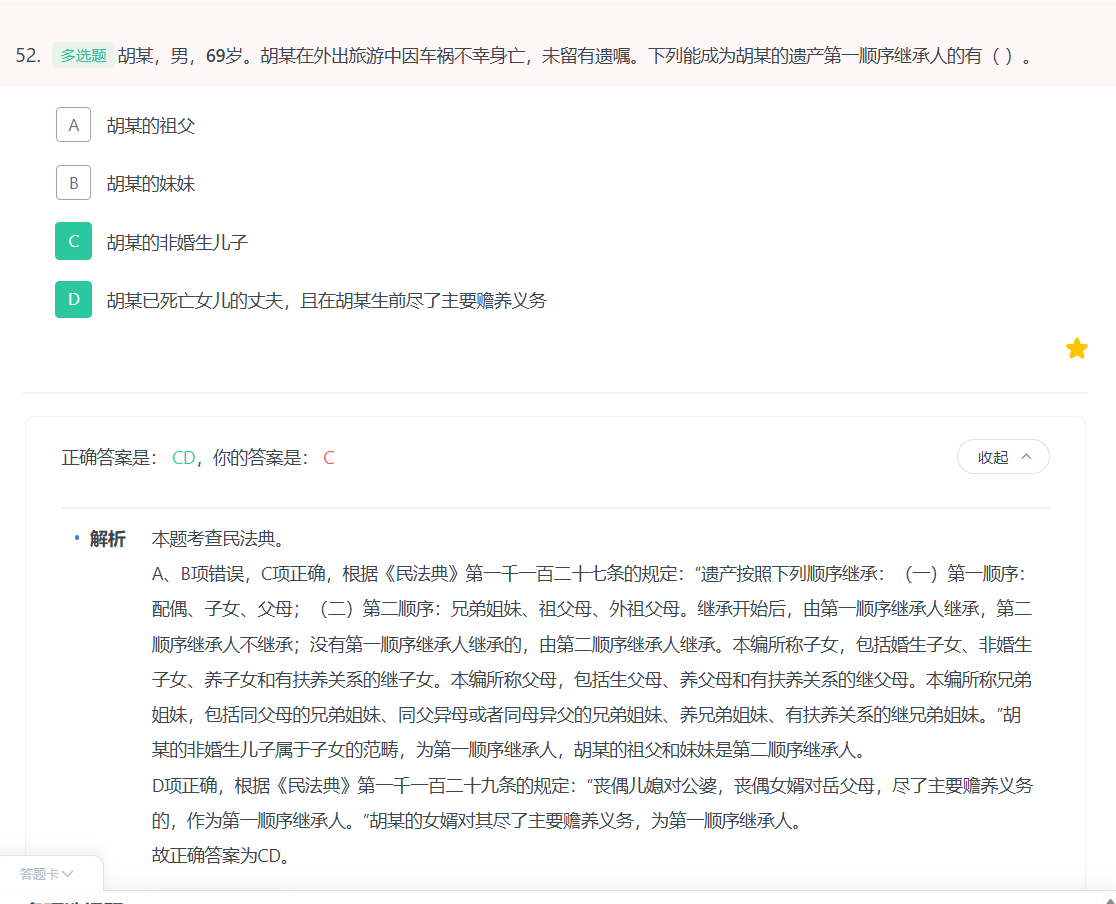 52. 多选题 胡某，男，69岁。胡某在外出旅游中因车祸不幸身亡，未留有遗嘱。下列能成为胡某的遗产第一顺序继承人的有（ ）。
A 胡某的祖父
B 胡某的妹妹
C 胡某的非婚生儿子
D 胡某已死亡女儿的丈夫，且在胡某生前尽了主要赡养义务
正确答案是： CD，你的答案是： C
收起
解析 本题考查民法典。
A、B项错误，C项正确，根据《民法典》第一千一百二十七条的规定：“遗产按照下列顺序继承：（一）第一顺序：
配偶、子女、父母；（二）第二顺序：兄弟姐妹、祖父母、外祖父母。继承开始后，由第一顺序继承人继承，第二
顺序继承人不继承；没有第一顺序继承人继承的，由第二顺序继承人继承。本编所称子女，包括婚生子女、非婚生
子女、养子女和有扶养关系的继子女。本编所称父母，包括生父母、养父母和有扶养关系的继父母。本编所称兄弟
姐妹，包括同父母的兄弟姐妹、同父异母或者同母异父的兄弟姐妹、养兄弟姐妹、有扶养关系的继兄弟姐妹。”胡
某的非婚生儿子属于子女的范畴，为第一顺序继承人，胡某的祖父和妹妹是第二顺序继承人。
D项正确，根据《民法典》第一千一百二十九条的规定：“丧偶儿媳对公婆，丧偶女婿对岳父母，尽了主要赡养义务
的，作为第一顺序继承人。”胡某的女婿对其尽了主要赡养义务，为第一顺序继承人。
故正确答案为CD。
答题卡